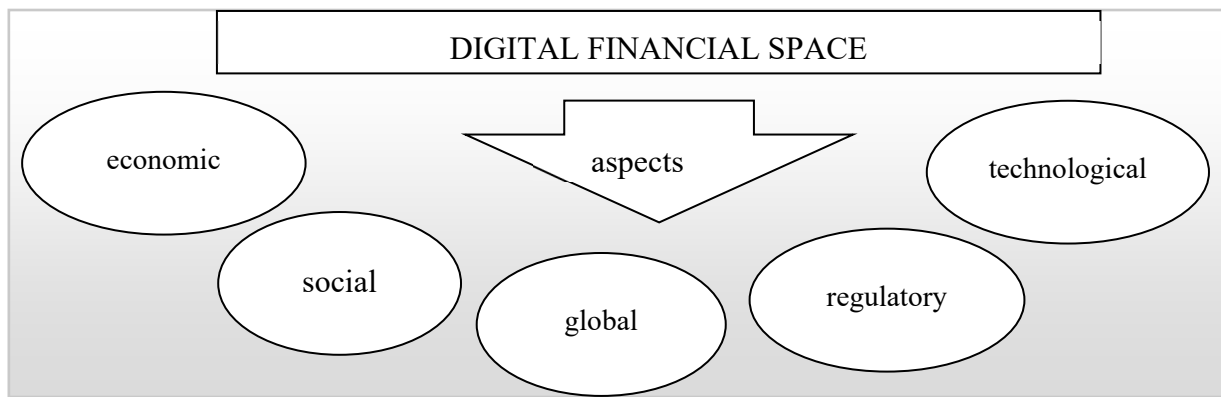 DIGITAL FINANCIAL SPACE
economic
aspects
technological
social
global
regulatory